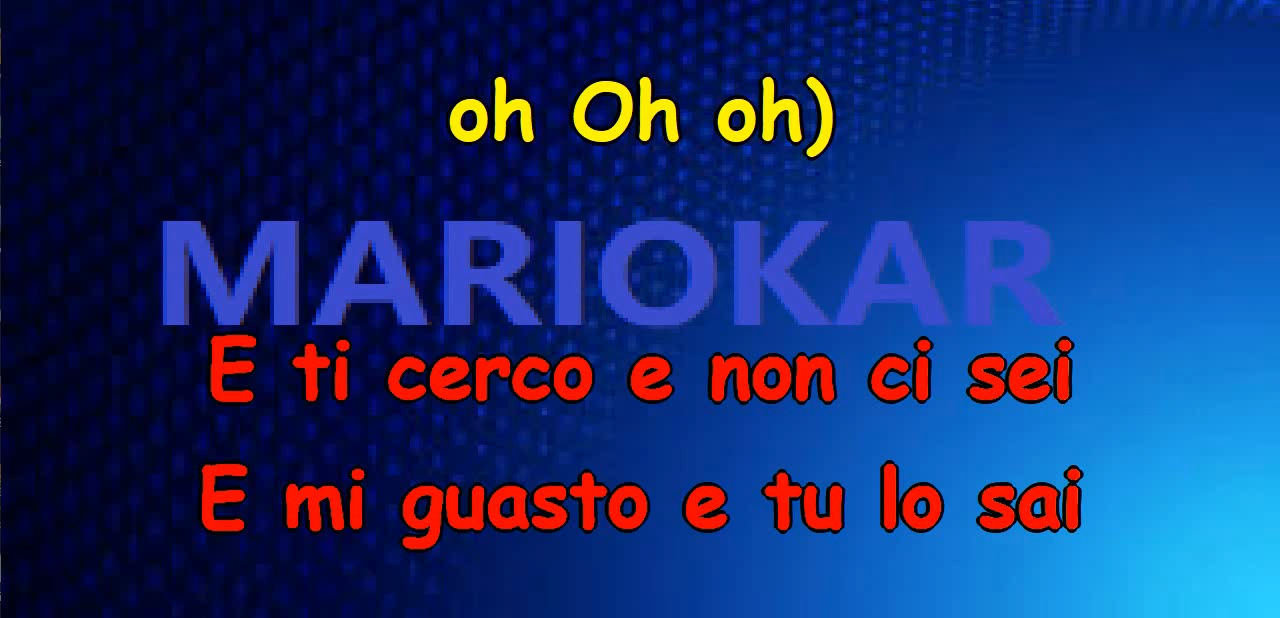 oh Oh oh)
MARIOKAR
E ti cerco e non ci sei
E mi guasto e tu lo sai